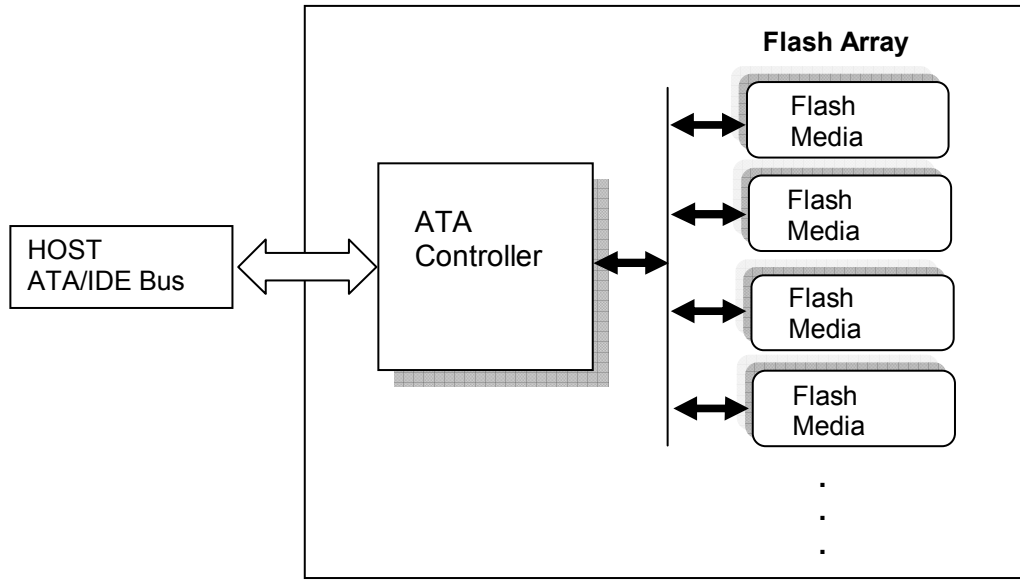 Flash Array
Flash
Media
Flash
Media
Flash
Media
Flash
Media
ATA
Controller
HOST
ATA/IDE Bus
.
.
.